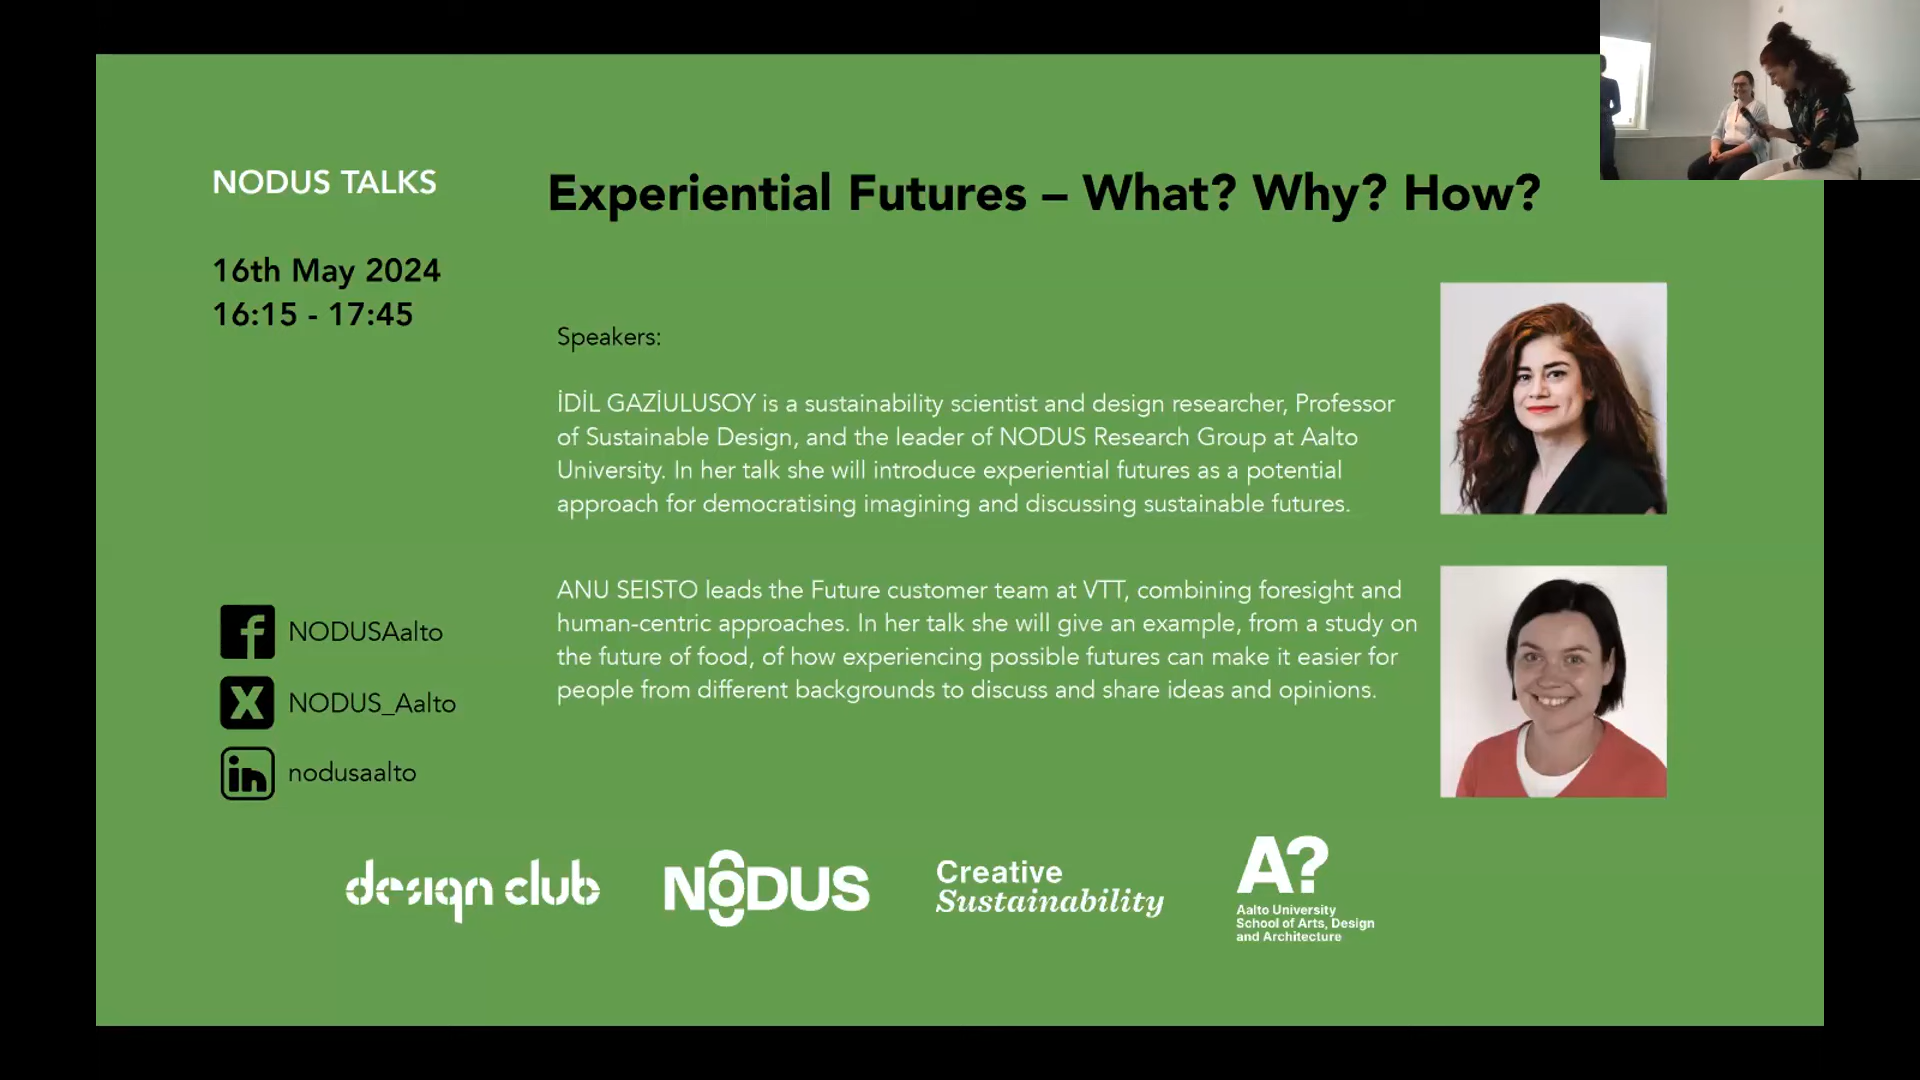 NODUS TALKS
16th May 2024
16:15 - 17:45
Experiential Futures – What? Why? How?
Speakers:
İDİL GAZİULUSOY is a sustainability scientist and design researcher, Professor
of Sustainable Design, and the leader of NODUS Research Group at Aalto
University. In her talk she will introduce experiential futures as a potential
approach for democratising imagining and discussing sustainable futures.
ANU SEISTO leads the Future customer team at VTT, combining foresight and
human-centric approaches. In her talk she will give an example, from a study on
the future of food, of how experiencing possible futures can make it easier for
people from different backgrounds to discuss and share ideas and opinions.
f NODUSAalto
X NODUS_Aalto
in nodusaalto
design club
NODUS
Creative
Sustainability
A?
Aalto University
School of Arts, Design
and Architecture